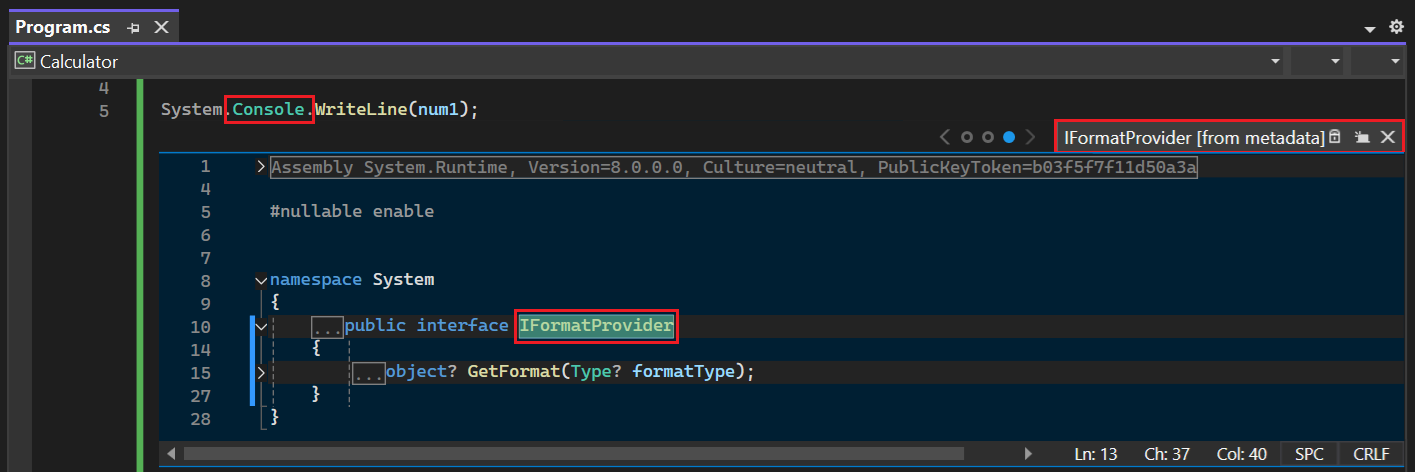 Program.cs
C# Calculator
4
5 System.Console.WriteLine(num1);
IFormatProvider [from metadata]
1 Assembly System.Runtime, Version=8.0.0.0, Culture=neutral, PublicKeyToken=b03f5f7f11d50a3a
4
5 #nullable enable
6
7
8 namespace System
9 {
10 ...public interface IFormatProvider
14 {
15 ...object? GetFormat(Type? formatType);
27 }
28 }
Ln: 13 Ch: 37 Col: 40 SPC CRLF